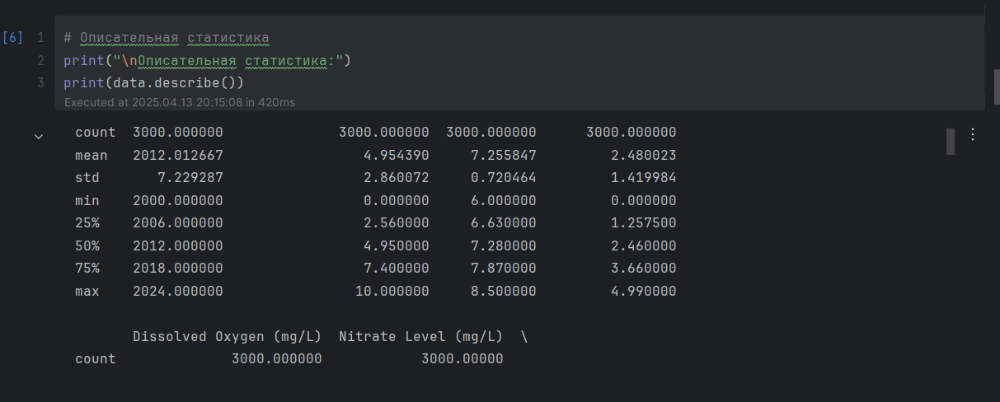 [6] 1 # Описательная статистика
2 print("\nОписательная статистика:")
3 print(data.describe())
Executed at 2025.04.13 20:15:08 in 420ms
count 3000.000000 3000.000000 3000.000000 3000.000000
mean 2012.012667 4.954390 7.255847 2.480023
std 7.229287 2.860072 0.720464 1.419984
min 2000.000000 0.000000 6.000000 0.000000
25% 2006.000000 2.560000 6.630000 1.257500
50% 2012.000000 4.950000 7.280000 2.460000
75% 2018.000000 7.400000 7.870000 3.660000
max 2024.000000 10.000000 8.500000 4.990000
Dissolved Oxygen (mg/L) Nitrate Level (mg/L) \
count 3000.000000 3000.00000